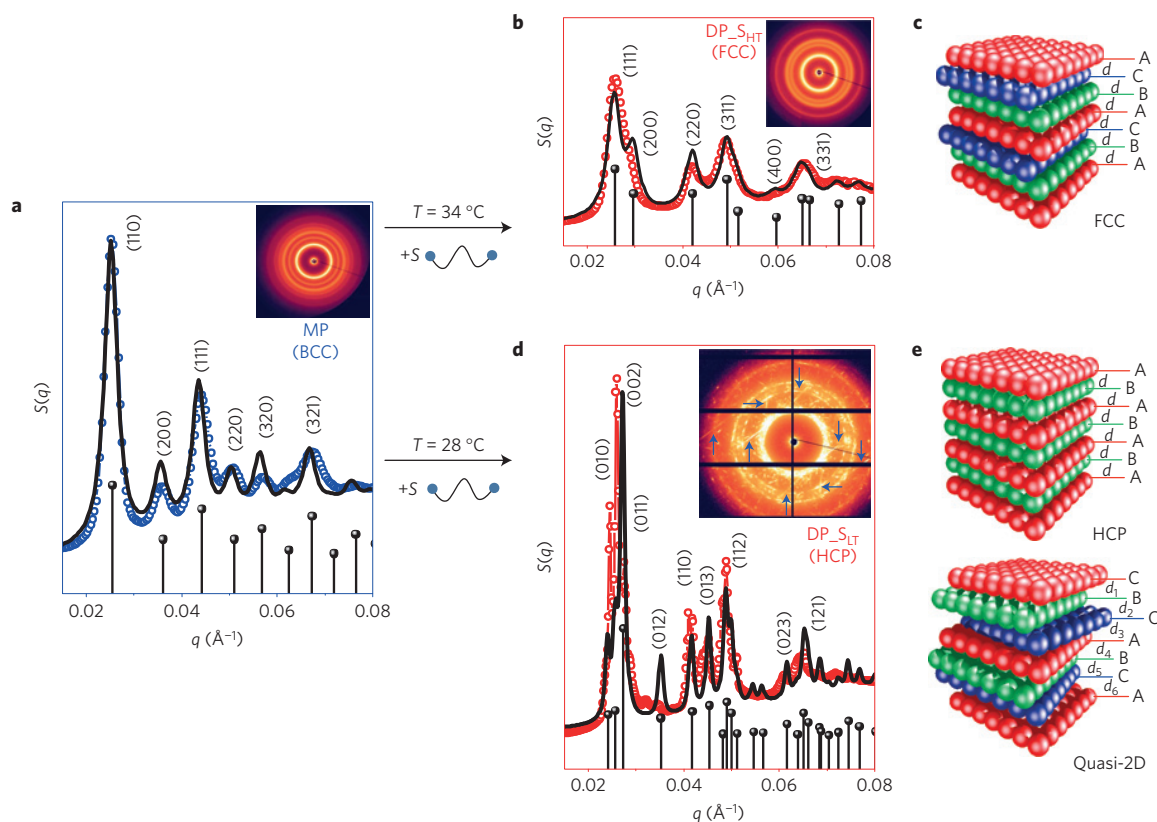 a
(110)
(200)
(111)
(220)
(320)
(321)
MP
(BCC)
S(q)
0.02 0.04 0.06 0.08
q (Å⁻¹)
T = 34 °C
+S
T = 28 °C
+S
b
DP_S_HT
(FCC)
(111)
(200)
(220)
(311)
(400)
(331)
S(q)
0.02 0.04 0.06 0.08
q (Å⁻¹)
c
A
d
C
d
B
d
A
d
C
d
B
d
A
FCC
d
(010)
(002)
(011)
(012)
(110)
(013)
(112)
(023)
(121)
DP_S_LT
(HCP)
S(q)
0.02 0.04 0.06 0.08
q (Å⁻¹)
e
A
d
B
d
A
d
B
d
A
d
B
d
A
HCP
C
d₁
B
d₂
C
d₃
A
d₄
B
d₅
C
d₆
A
Quasi-2D